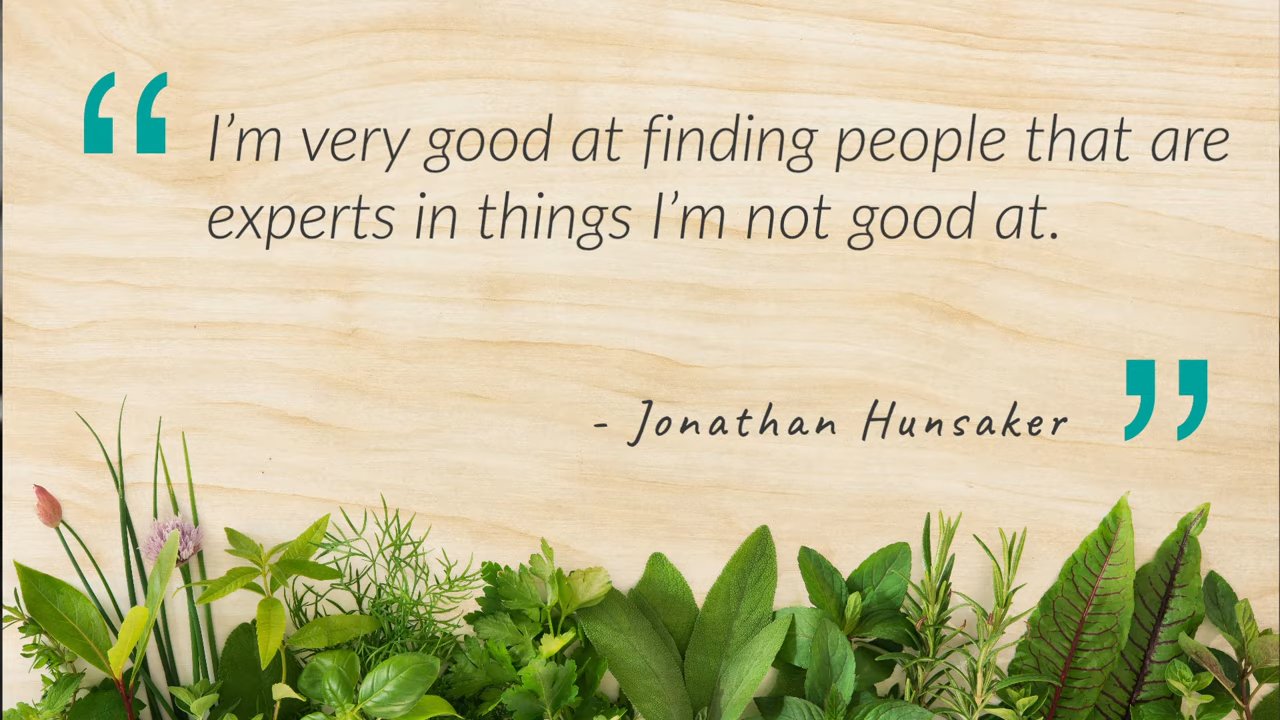 “I’m very good at finding people that are
experts in things I’m not good at.
- Jonathan Hunsaker ”